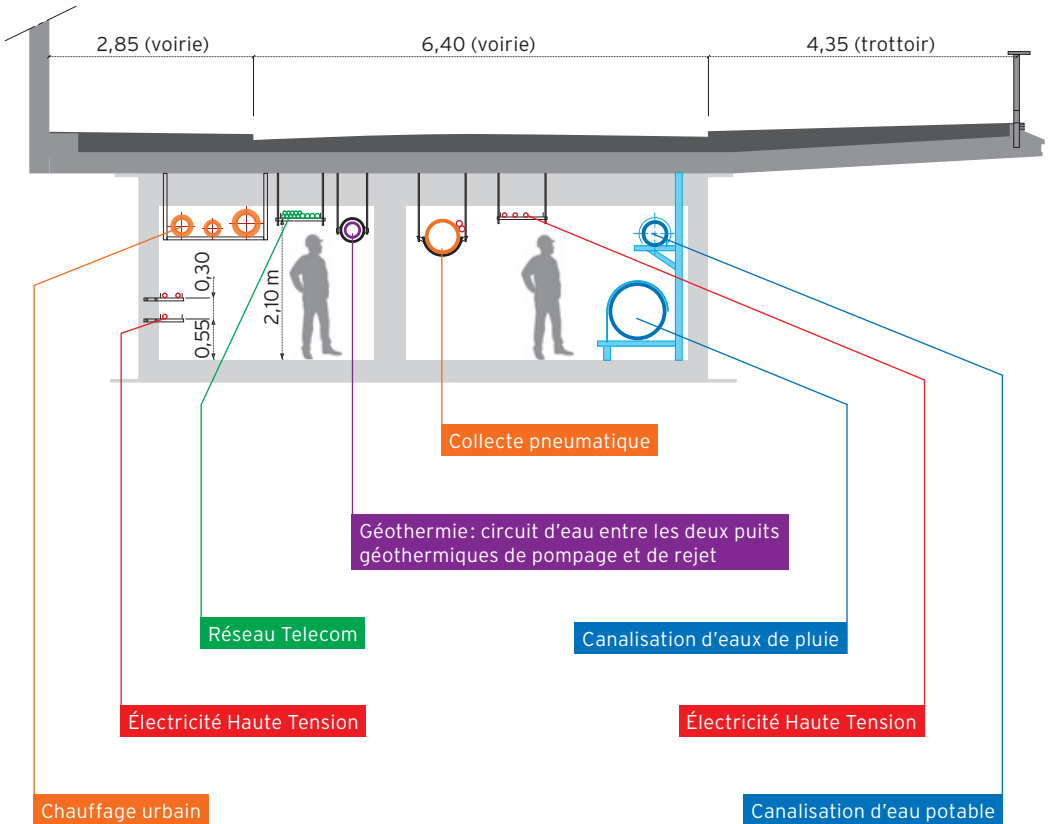 2,85 (voirie)
6,40 (voirie)
4,35 (trottoir)
0,30
0,55
2,10 m
Collecte pneumatique
Géothermie: circuit d'eau entre les deux puits
géothermiques de pompage et de rejet
Réseau Telecom
Canalisation d'eaux de pluie
Électricité Haute Tension
Électricité Haute Tension
Chauffage urbain
Canalisation d'eau potable